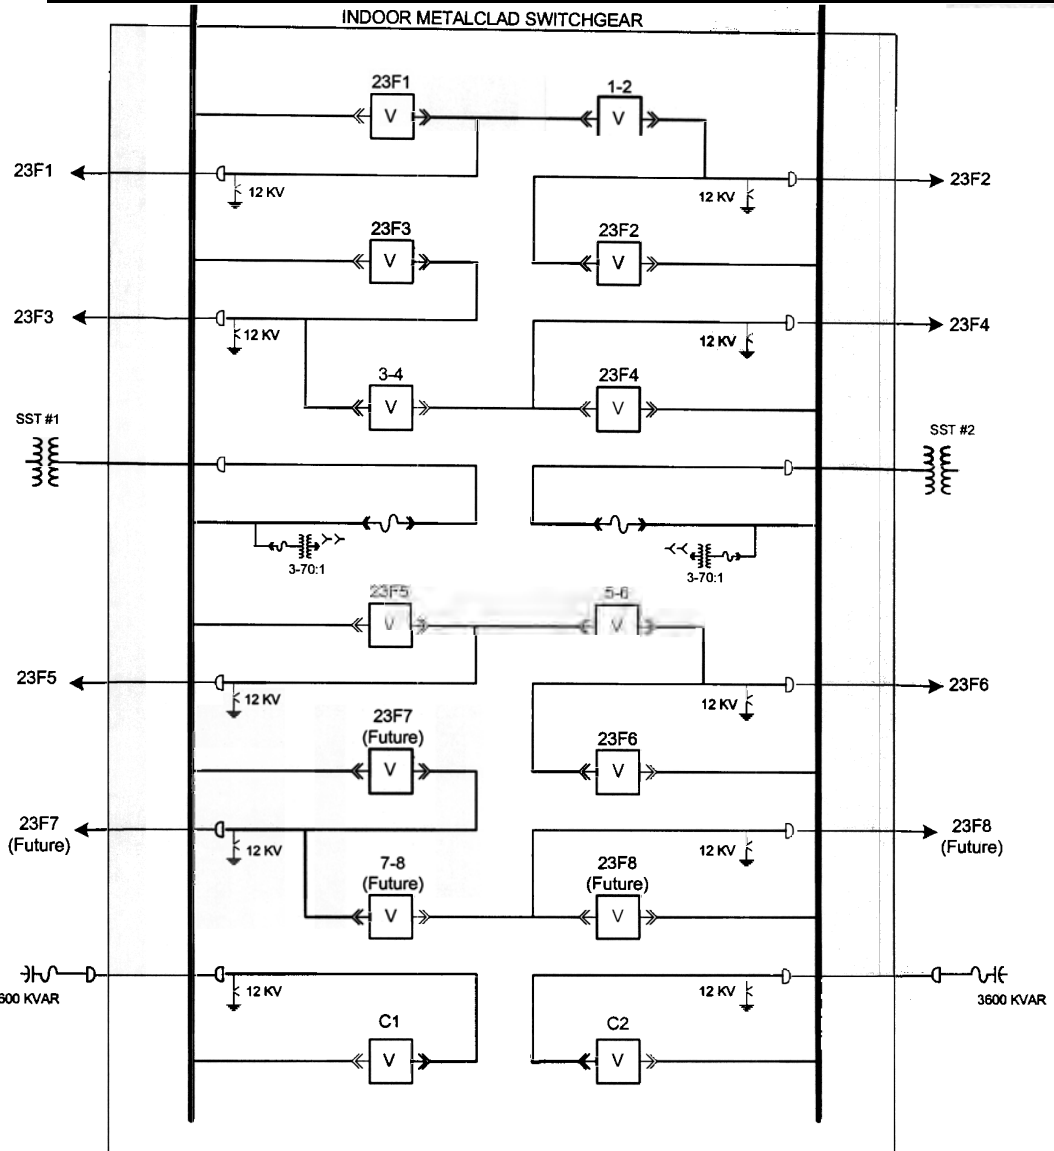 INDOOR METALCLAD SWITCHGEAR
23F1
1-2
V
V
23F1
12 KV
12 KV
23F2
23F3
23F2
V
V
23F3
12 KV
12 KV
23F4
3-4
23F4
V
V
SST #1
SST #2
3-70:1
3-70:1
23F5
5-6
V
V
23F5
12 KV
12 KV
23F6
23F7
(Future)
23F6
V
V
23F7
(Future)
12 KV
12 KV
23F8
(Future)
7-8
(Future)
23F8
(Future)
V
V
600 KVAR
12 KV
12 KV
3600 KVAR
C1
C2
V
V